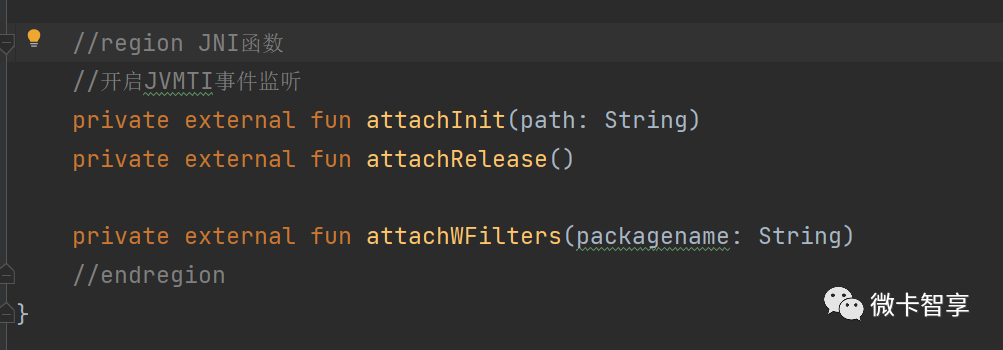 //region JNI函数
//开启JVMTI事件监听
private external fun attachInit(path: String)
private external fun attachRelease()
private external fun attachWFilters(packagename: String)
//endregion
}
微卡智享